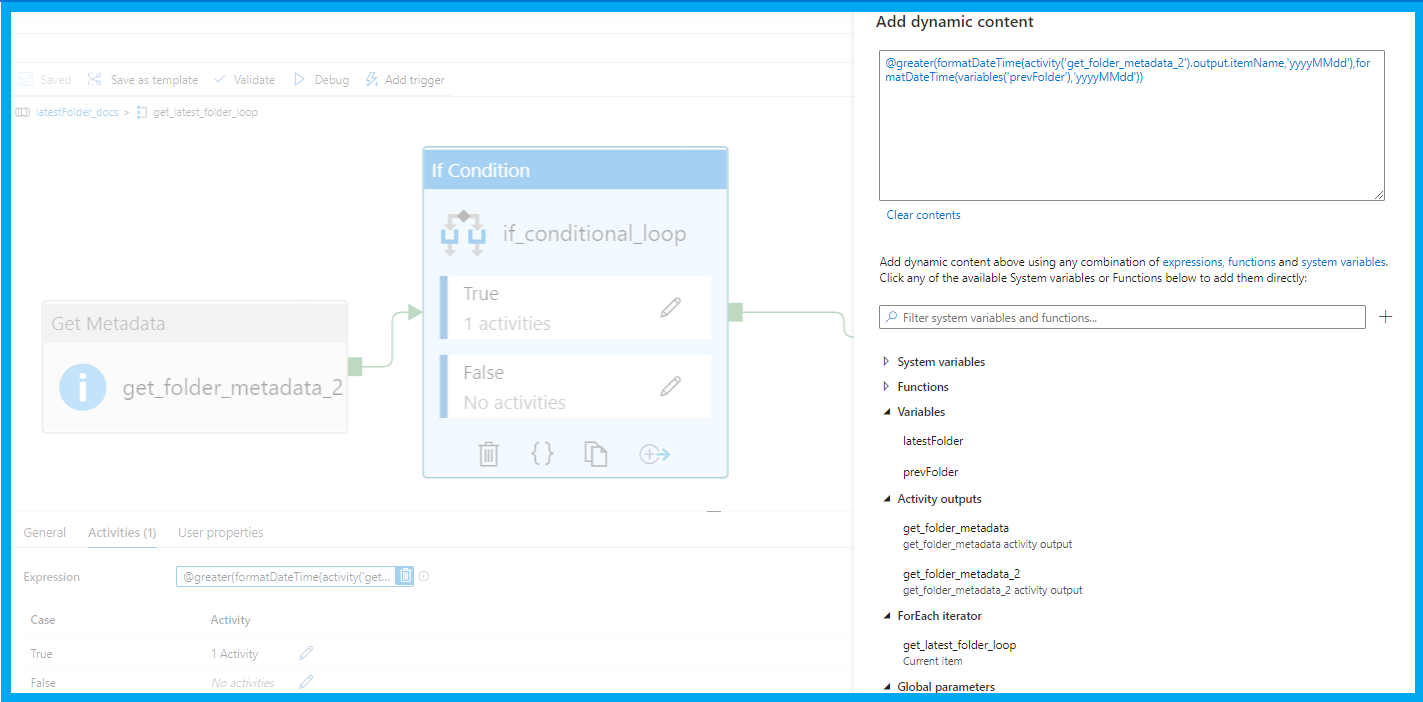 Add dynamic content
@greater(formatDateTime(activity('get_folder_metadata_2').output.itemName,'yyyyMMdd'),for
matDateTime(variables('prevFolder'),'yyyyMMdd'))
Clear contents
Add dynamic content above using any combination of expressions, functions and system variables.
Click any of the available System variables or Functions below to add them directly:
Filter system variables and functions...
System variables
Functions
Variables
latestFolder
prevFolder
Activity outputs
get_folder_metadata
get_folder_metadata activity output
get_folder_metadata_2
get_folder_metadata_2 activity output
ForEach iterator
get_latest_folder_loop
Current item
Global parameters
Saved
Save as template
Validate
Debug
Add trigger
latestFolder_docs > get_latest_folder_loop
If Condition
if_conditional_loop
True
1 activities
False
No activities
Get Metadata
get_folder_metadata_2
General
Activities (1)
User properties
Expression
@greater(formatDateTime(activity('get...
Case Activity
True 1 Activity
False No activities